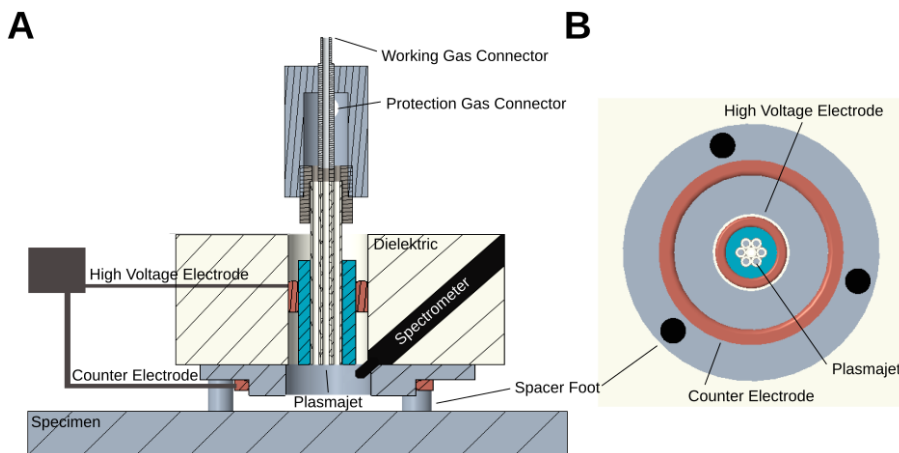 A
Working Gas Connector
Protection Gas Connector
Dielektric
High Voltage Electrode
Spectrometer
Counter Electrode
Plasmajet
Spacer Foot
Specimen
B
High Voltage Electrode
Plasmajet
Counter Electrode